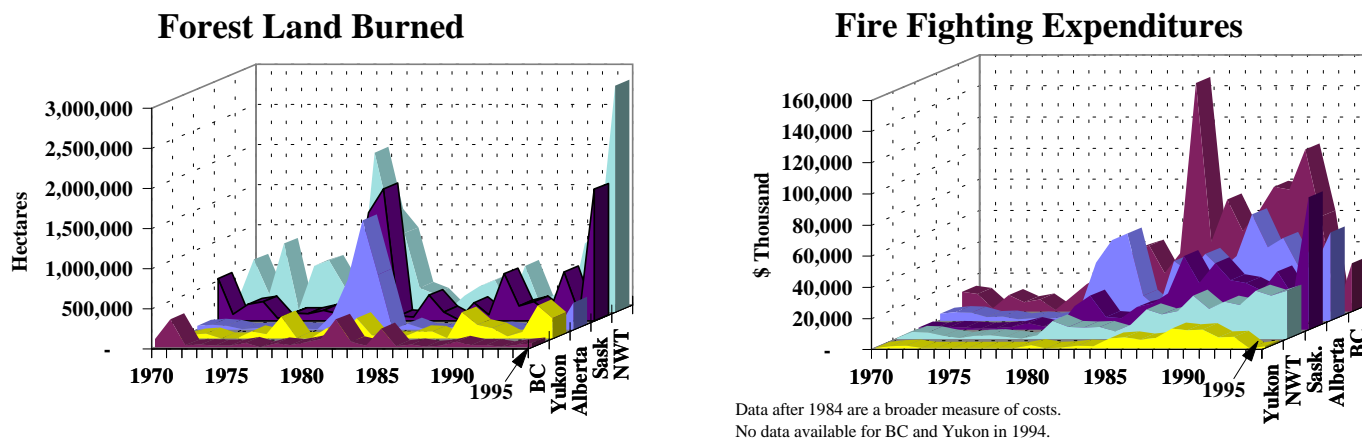 Forest Land Burned
Hectares
3,000,000
2,500,000
2,000,000
1,500,000
1,000,000
500,000
-
1970
1975
1980
1985
1990
1995
BC
Yukon
Alberta
Sask
NWT
Fire Fighting Expenditures
$ Thousand
160,000
140,000
120,000
100,000
80,000
60,000
40,000
20,000
-
1970
1975
1980
1985
1990
1995
Yukon
NWT
Sask.
Alberta
BC
Data after 1984 are a broader measure of costs.
No data available for BC and Yukon in 1994.